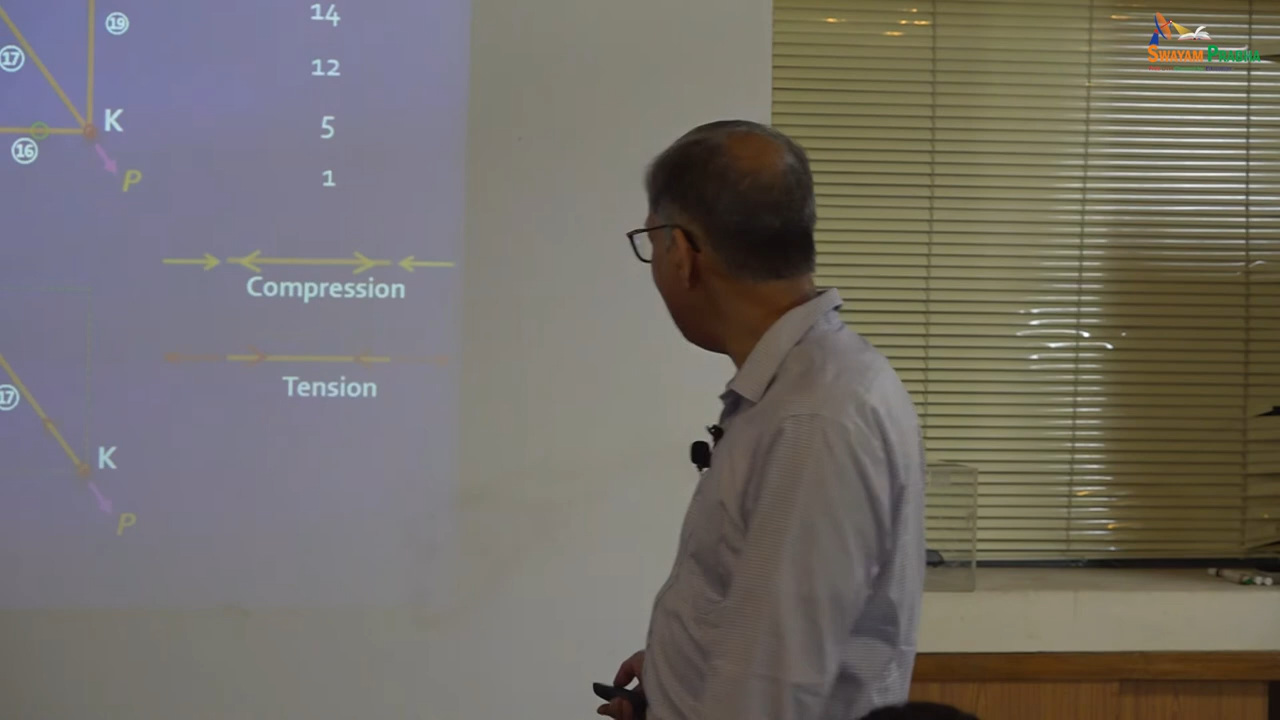 ⑲
14
⑰
12
K
5
⑯
P
1
Compression
Tension
⑰
K
P
SWAYAM PRABHA